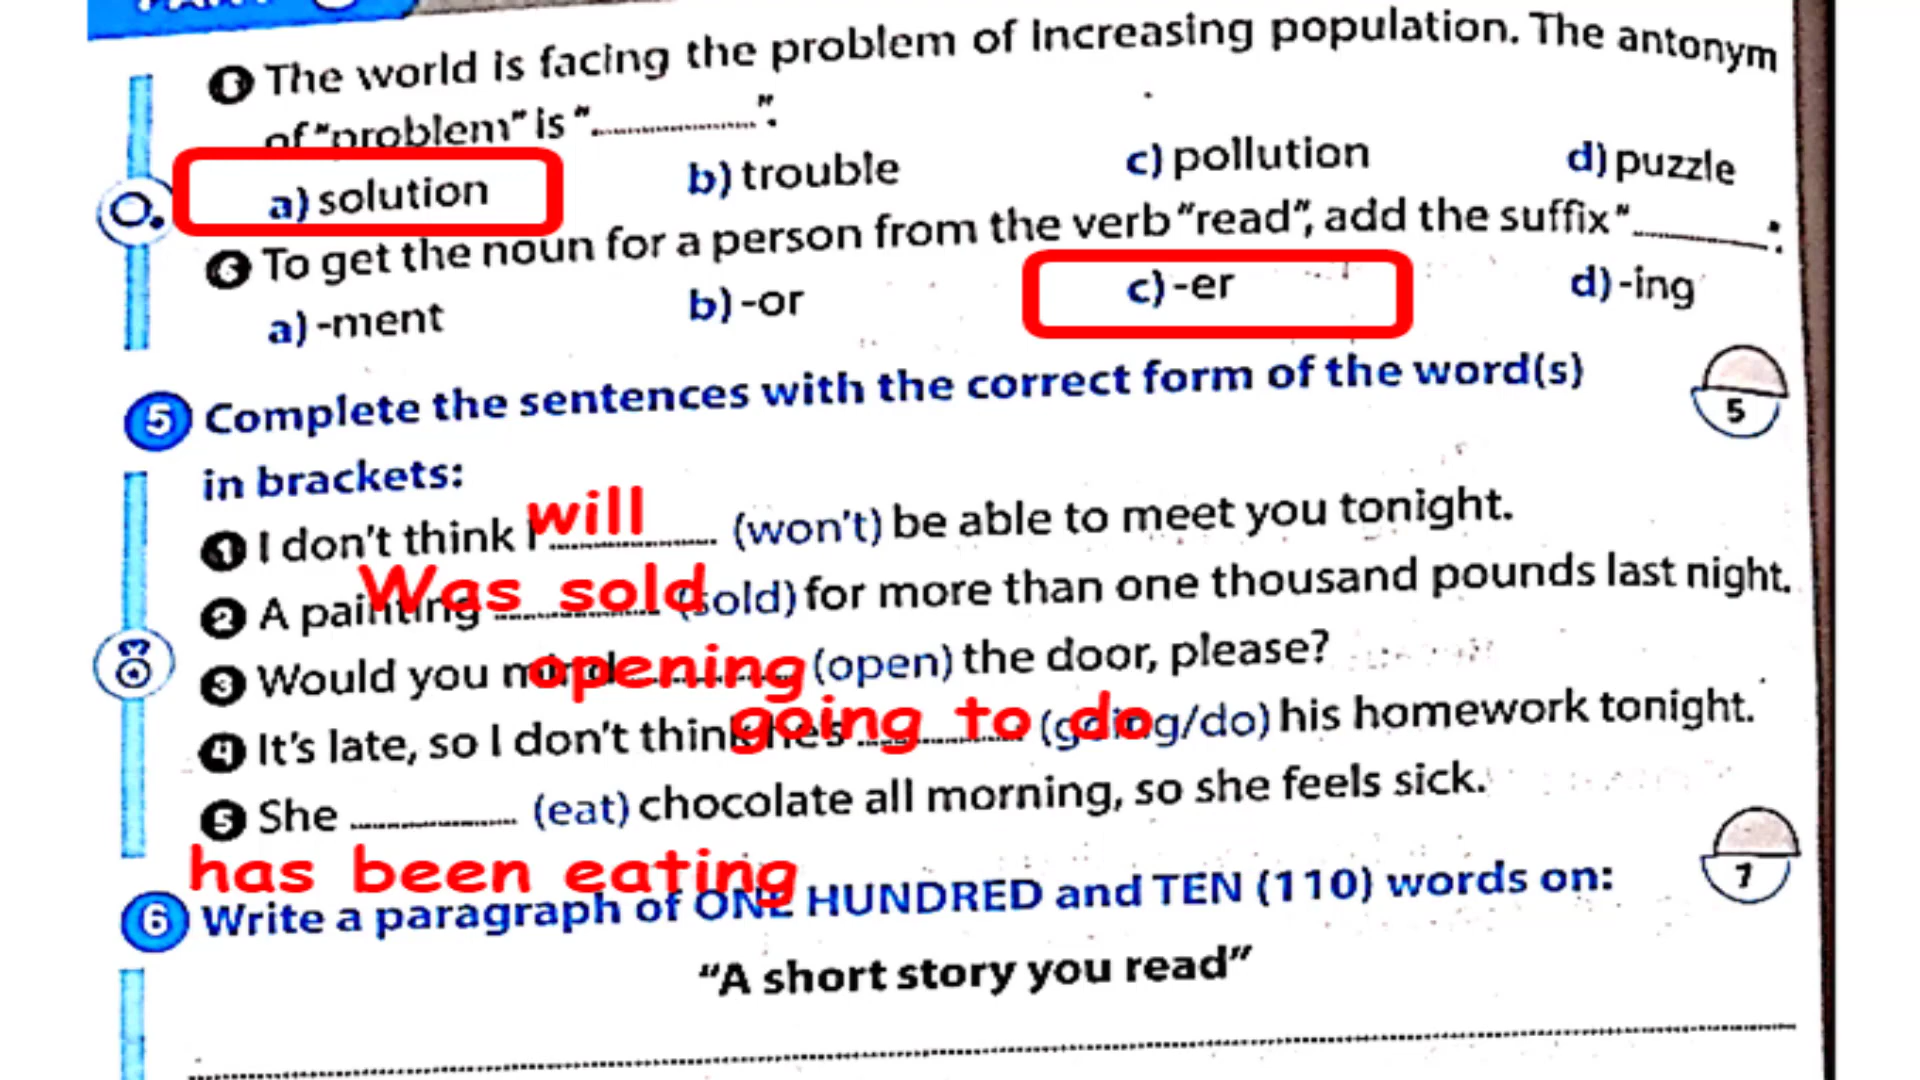 The world is facing the problem of increasing population. The antonym
of "problem" is "..................".
a) solution b) trouble c) pollution d) puzzle
6 To get the noun for a person from the verb "read", add the suffix "..................".
a) -ment b) -or c) -er d) -ing
5 Complete the sentences with the correct form of the word(s)
5
in brackets:
1 I don't think I will (won't) be able to meet you tonight.
2 A painting Was sold (sold) for more than one thousand pounds last night.
3 Would you mind opening (open) the door, please?
4 It's late, so I don't think he's going to do (going/do) his homework tonight.
5 She .................. (eat) chocolate all morning, so she feels sick.
has been eating
7
6 Write a paragraph of ONE HUNDRED and TEN (110) words on:
"A short story you read"